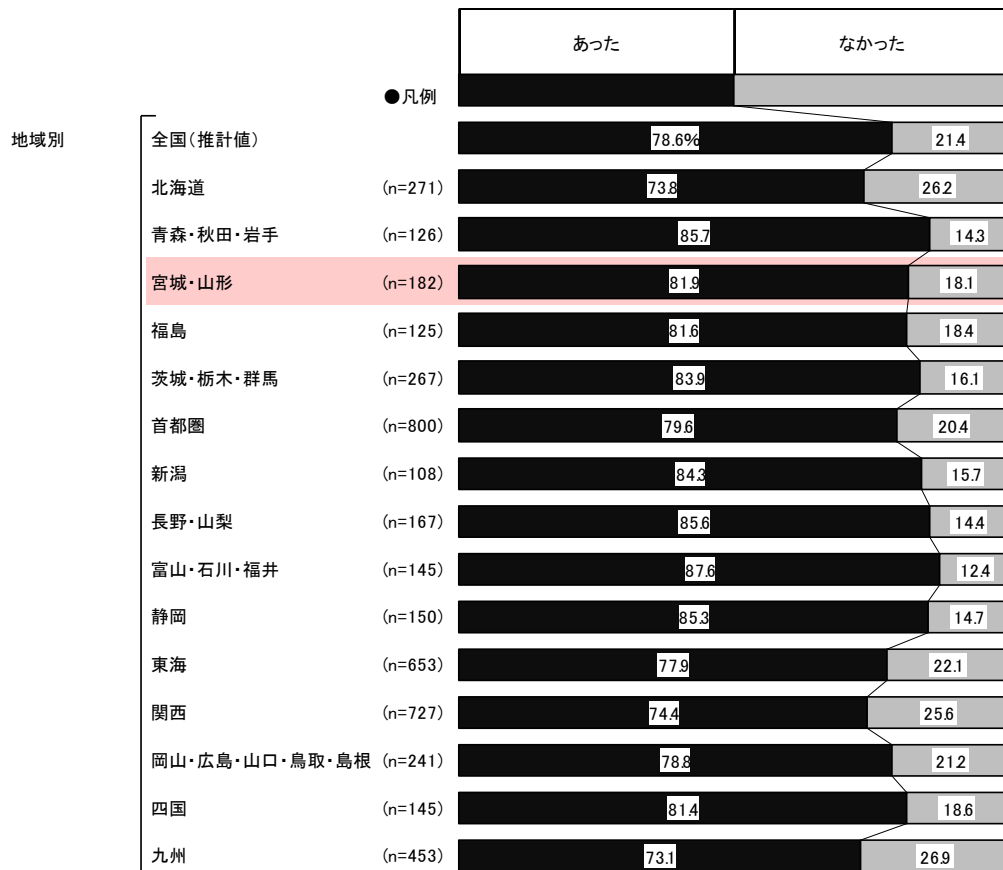 あった なかった
●凡例
地域別 全国(推計値) 78.6% 21.4
北海道 (n=271) 73.8 26.2
青森・秋田・岩手 (n=126) 85.7 14.3
宮城・山形 (n=182) 81.9 18.1
福島 (n=125) 81.6 18.4
茨城・栃木・群馬 (n=267) 83.9 16.1
首都圏 (n=800) 79.6 20.4
新潟 (n=108) 84.3 15.7
長野・山梨 (n=167) 85.6 14.4
富山・石川・福井 (n=145) 87.6 12.4
静岡 (n=150) 85.3 14.7
東海 (n=653) 77.9 22.1
関西 (n=727) 74.4 25.6
岡山・広島・山口・鳥取・島根 (n=241) 78.8 21.2
四国 (n=145) 81.4 18.6
九州 (n=453) 73.1 26.9